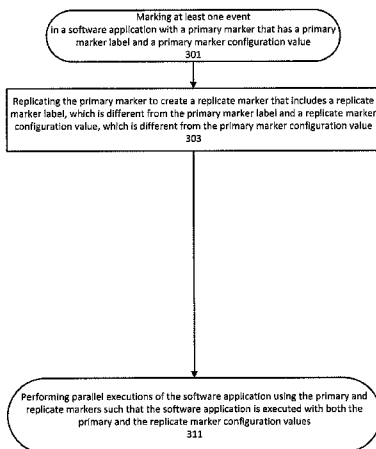 Marking at least one event
in a software application with a primary marker that has a primary
marker label and a primary marker configuration value
301
Replicating the primary marker to create a replicate marker that includes a replicate
marker label, which is different from the primary marker label and a replicate marker
configuration value, which is different from the primary marker configuration value
303
Performing parallel executions of the software application using the primary and
replicate markers such that the software application is executed with both the
primary and the replicate marker configuration values
311